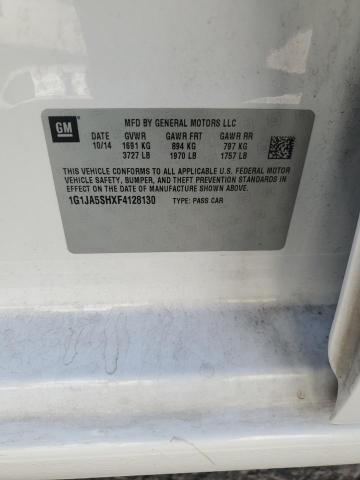 GM
MFD BY GENERAL MOTORS LLC
DATE GVWR GAWR FRT GAWR RR
10/14 1691 KG 894 KG 797 KG
3727 LB 1970 LB 1757 LB
THIS VEHICLE CONFORMS TO ALL APPLICABLE U.S. FEDERAL MOTOR
VEHICLE SAFETY, BUMPER, AND THEFT PREVENTION STANDARDS
IN EFFECT ON THE DATE OF MANUFACTURE SHOWN ABOVE.
1G1JA5SHXF4128130 TYPE: PASS CAR